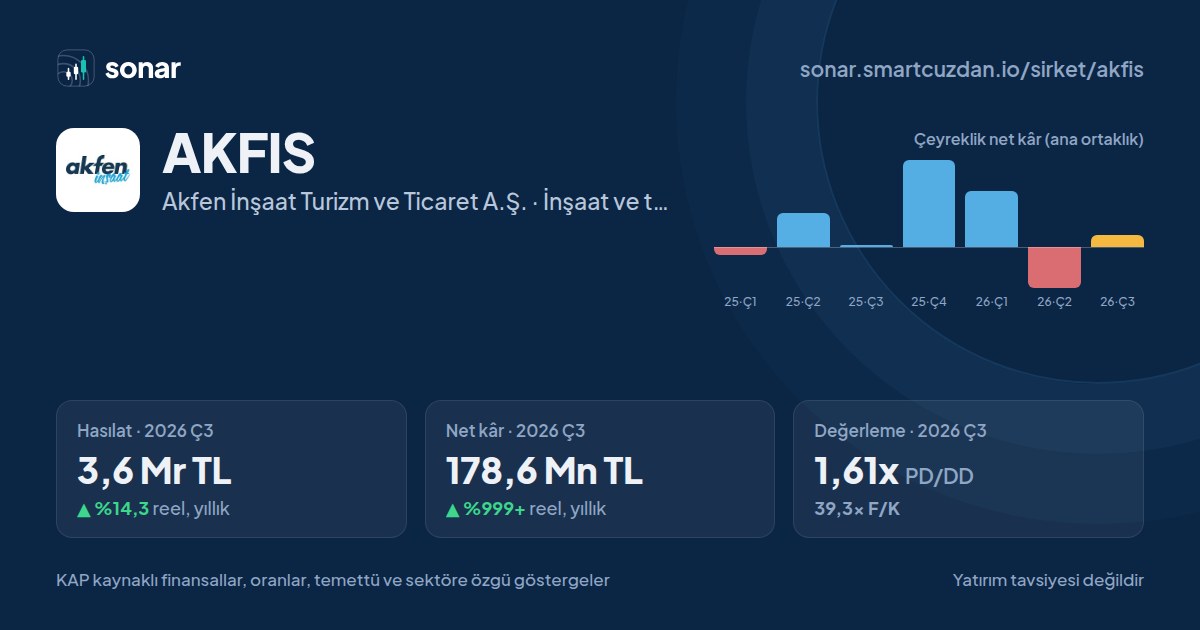 sonar
sonar.smartcuzdan.io/sirket/akfis
akfen
inşaat
AKFIS
Akfen İnşaat Turizm ve Ticaret A.Ş. · İnşaat ve t…
Çeyreklik net kâr (ana ortaklık)
25·Ç1 25·Ç2 25·Ç3 25·Ç4 26·Ç1 26·Ç2 26·Ç3
Hasılat · 2026 Ç3
3,6 Mr TL
▲ %14,3 reel, yıllık
Net kâr · 2026 Ç3
178,6 Mn TL
▲ %999+ reel, yıllık
Değerleme · 2026 Ç3
1,61x PD/DD
39,3× F/K
KAP kaynaklı finansallar, oranlar, temettü ve sektöre özgü göstergeler
Yatırım tavsiyesi değildir